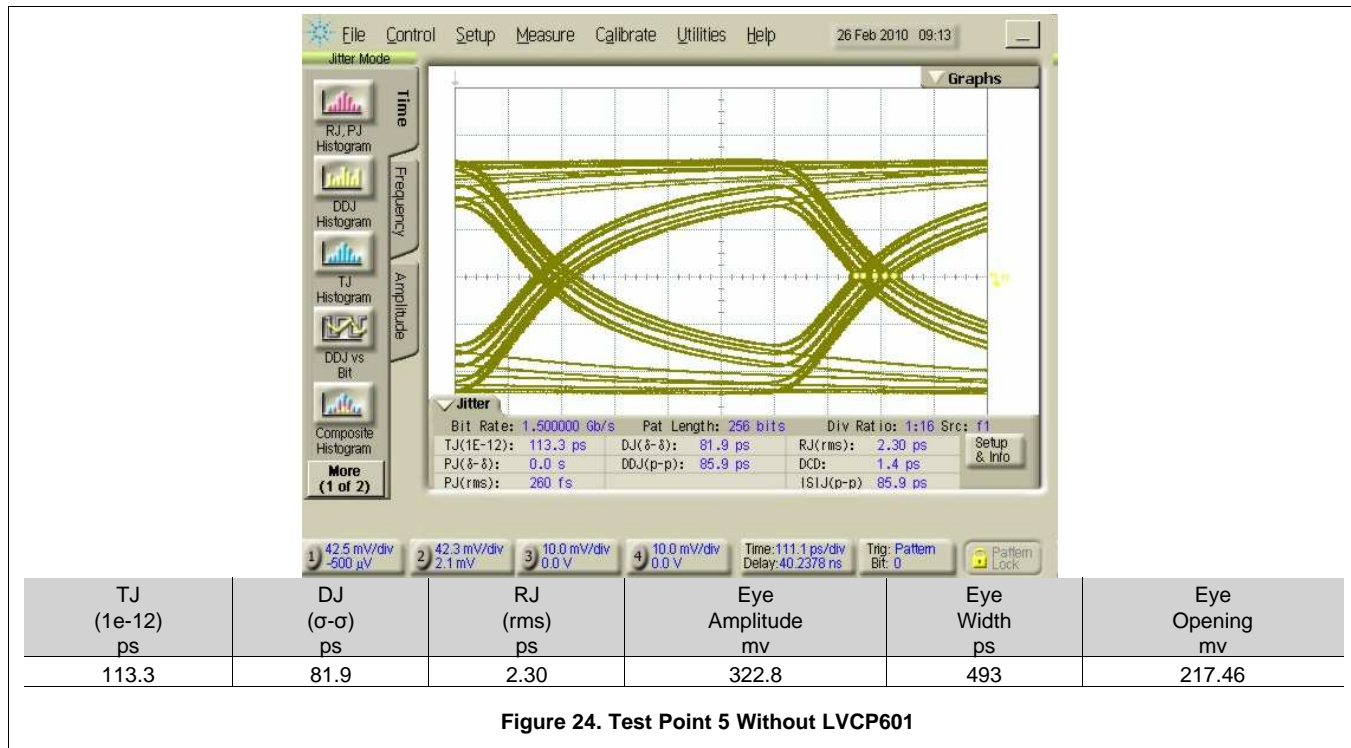 File Control Setup Measure Calibrate Utilities Help 26 Feb 2010 09:13
Jitter Mode
Graphs
Time
Frequency
Amplitude
RJ, PJ
Histogram
DDJ
Histogram
TJ
Histogram
DDJ vs
Bit
Composite
Histogram
More
(1 of 2)
Jitter
Bit Rate: 1.500000 Gb/s Pat Length: 256 bits Div Ratio: 1:16 Src: f1
TJ(1E-12): 113.3 ps DJ(δ-δ): 81.9 ps RJ(rms): 2.30 ps
PJ(δ-δ): 0.0 s DDJ(p-p): 85.9 ps DCD: 1.4 ps
PJ(rms): 260 fs ISIJ(p-p) 85.9 ps
Setup
& Info
1) 42.5 mV/div
-500 µV
2) 42.3 mV/div
2.1 mV
3) 10.0 mV/div
0.0 V
4) 10.0 mV/div
0.0 V
Time:111.1 ps/div
Delay:40.2378 ns
Trig: Pattern
Bit: 0
Pattern
Lock
TJ DJ RJ Eye Eye Eye
(1e-12) (σ-σ) (rms) Amplitude Width Opening
ps ps ps mv ps mv
113.3 81.9 2.30 322.8 493 217.46
Figure 24. Test Point 5 Without LVCP601